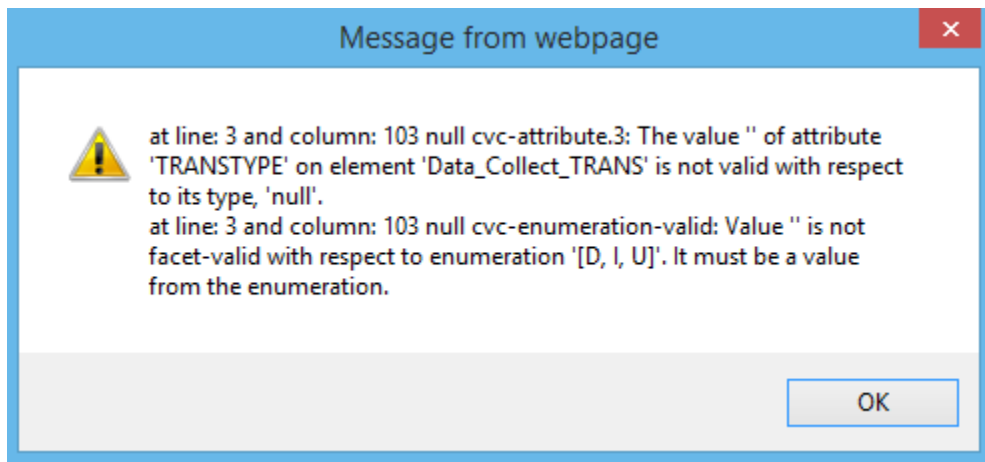 Message from webpage
at line: 3 and column: 103 null cvc-attribute.3: The value '' of attribute
'TRANSTYPE' on element 'Data_Collect_TRANS' is not valid with respect
to its type, 'null'.
at line: 3 and column: 103 null cvc-enumeration-valid: Value '' is not
facet-valid with respect to enumeration '[D, I, U]'. It must be a value
from the enumeration.
OK